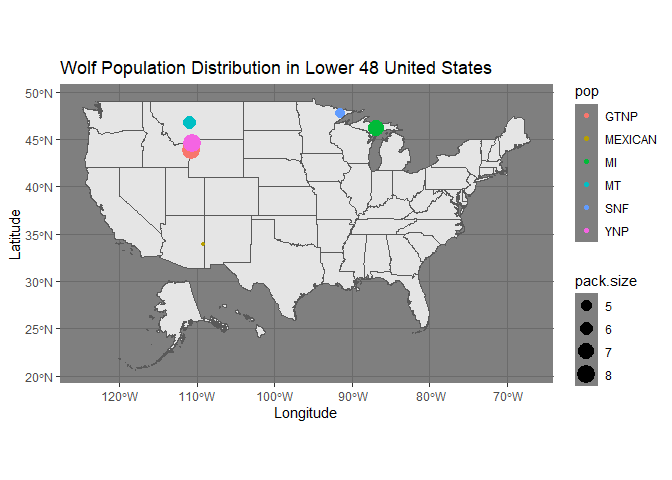 Wolf Population Distribution in Lower 48 United States
50°N
45°N
40°N
35°N
30°N
25°N
20°N
Latitude
120°W
110°W
100°W
90°W
80°W
70°W
Longitude
pop
GTNP
MEXICAN
MI
MT
SNF
YNP
pack.size
5
6
7
8